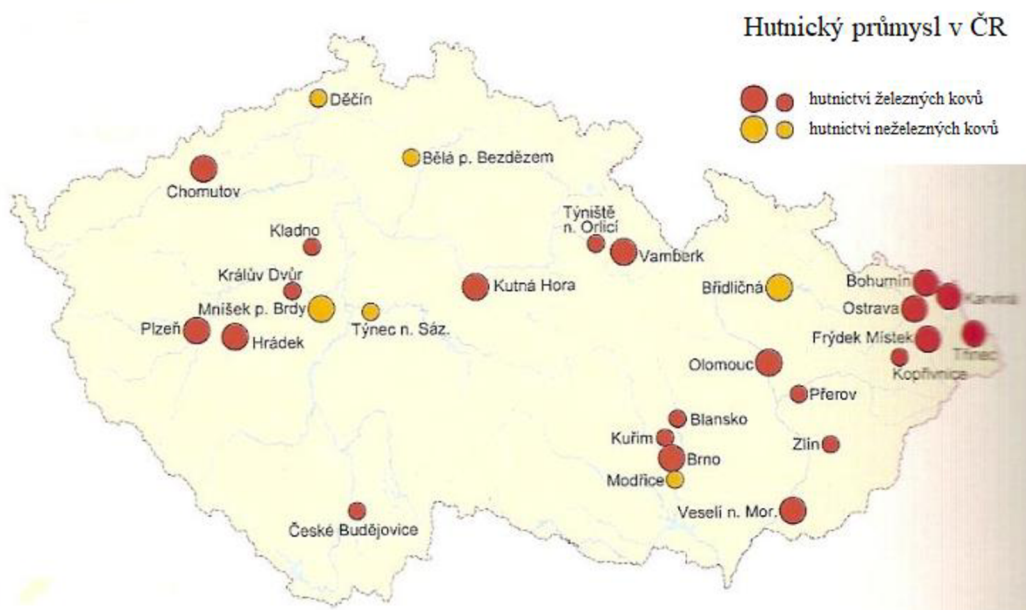 Hutnický průmysl v ČR
hutnictví železných kovů
hutnictví neželezných kovů
Děčín
Bělá p. Bezdězem
Chomutov
Týniště
n. Orlicí
Kladno
Vamberk
Králův Dvůr
Kutná Hora
Břidličná
Bohumín
Karviná
Mníšek p. Brdy
Ostrava
Týnec n. Sáz.
Plzeň
Hrádek
Frýdek Místek
Třinec
Kopřivnice
Olomouc
Přerov
Blansko
Kuřim
Zlín
Brno
Modřice
Veselí n. Mor.
České Budějovice